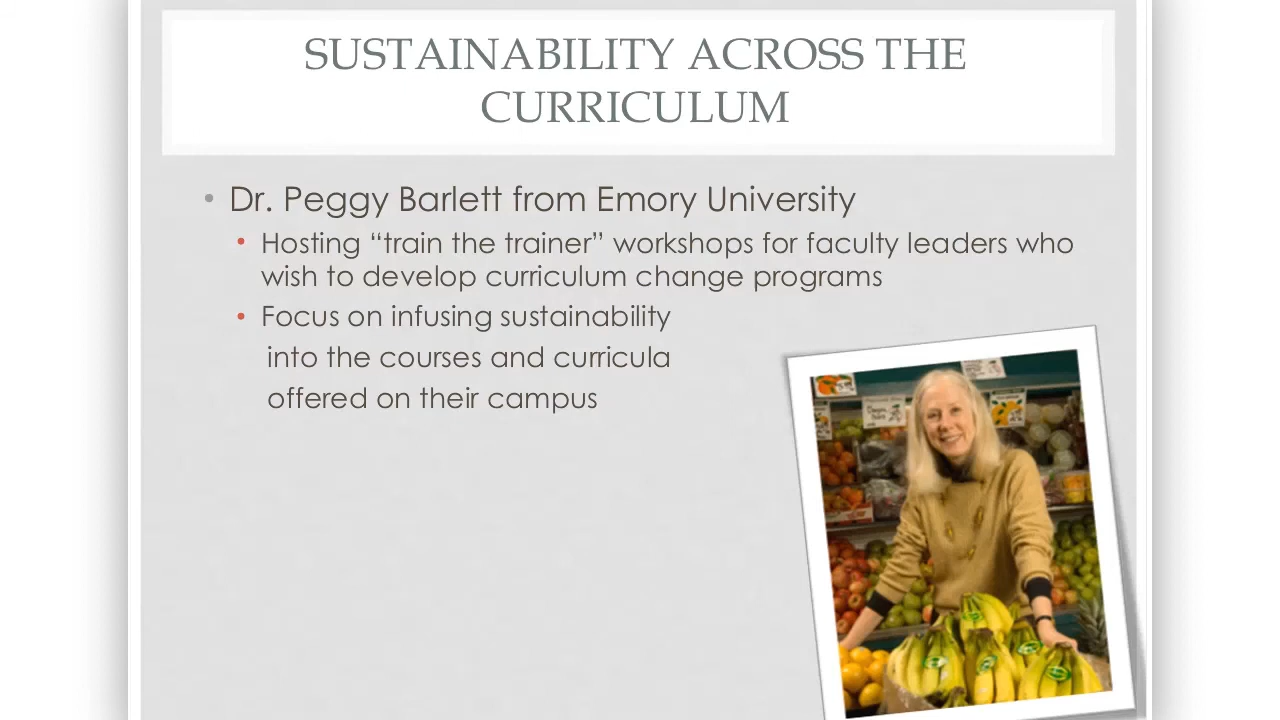 SUSTAINABILITY ACROSS THE
CURRICULUM
• Dr. Peggy Barlett from Emory University
• Hosting “train the trainer” workshops for faculty leaders who
wish to develop curriculum change programs
• Focus on infusing sustainability
into the courses and curricula
offered on their campus